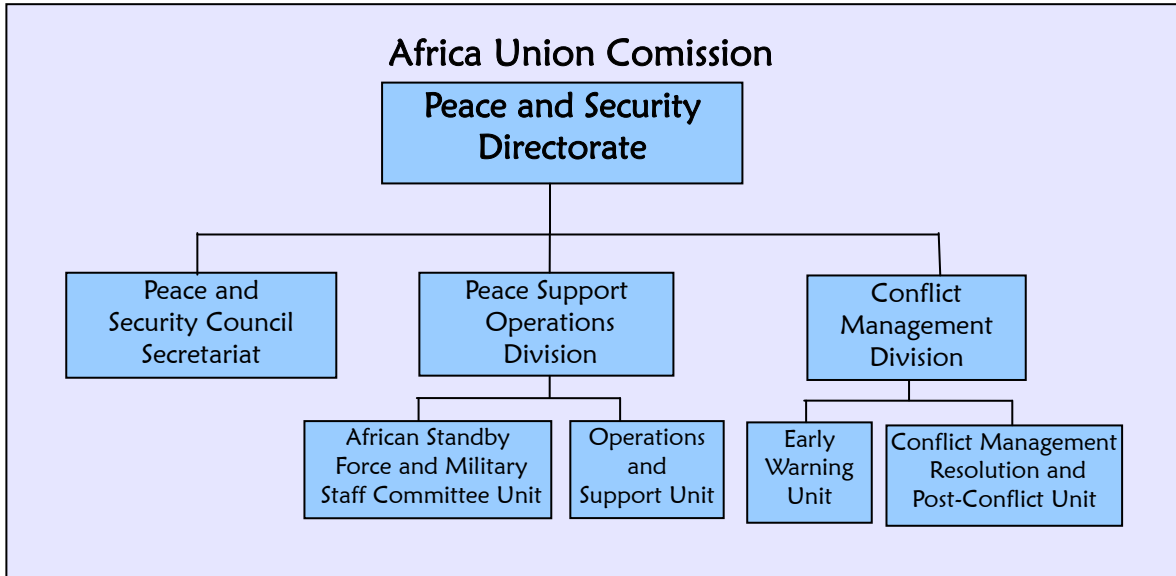 Africa Union Comission
Peace and Security
Directorate
Peace and
Security Council
Secretariat
Peace Support
Operations
Division
Conflict
Management
Division
African Standby
Force and Military
Staff Committee Unit
Operations
and
Support Unit
Early
Warning
Unit
Conflict Management
Resolution and
Post-Conflict Unit